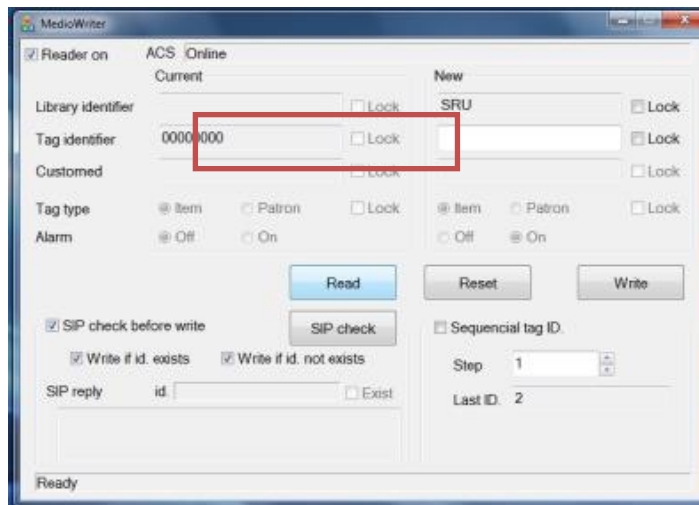 MedioWriter
Reader on ACS Online
Current New
Library identifier Lock SRU Lock
Tag identifier 00000000 Lock Lock
Customed Lock Lock
Tag type Item Patron Lock Item Patron Lock
Alarm Off On Off On
Read Reset Write
SIP check before write SIP check Sequencial tag ID.
Write if id. exists Write if id. not exists Step 1
SIP reply id. Exist Last ID. 2
Ready